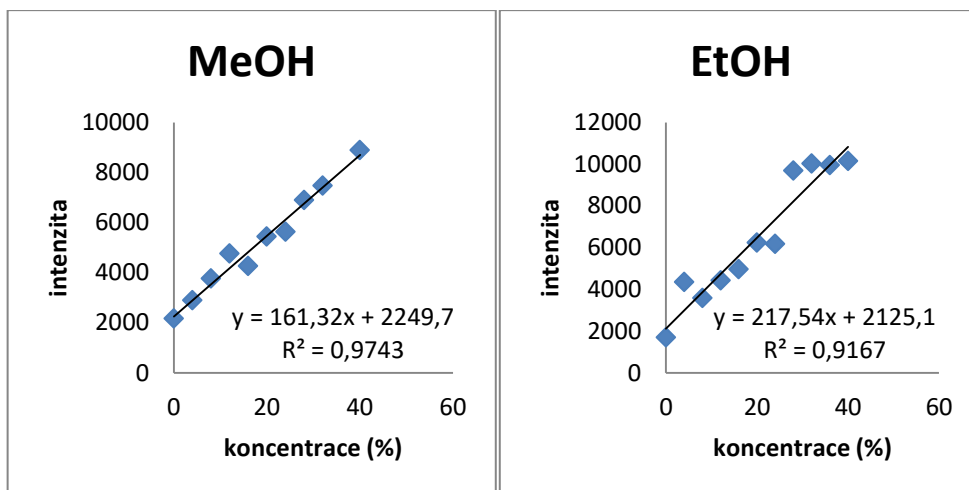 MeOH
10000
8000
6000
4000
2000
0
intenzita
y = 161,32x + 2249,7
R² = 0,9743
0 20 40 60
koncentrace (%)
EtOH
12000
10000
8000
6000
4000
2000
0
intenzita
y = 217,54x + 2125,1
R² = 0,9167
0 20 40 60
koncentrace (%)